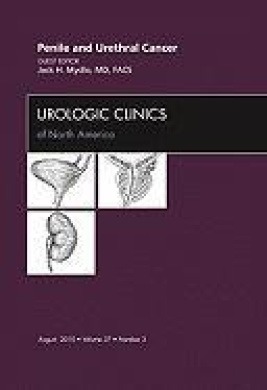 Penile and Urethral Cancer
GUEST EDITOR
Jack H. Mydlo, MD, FACS
UROLOGIC CLINICS
of North America
August 2010 • Volume 37 • Number 3